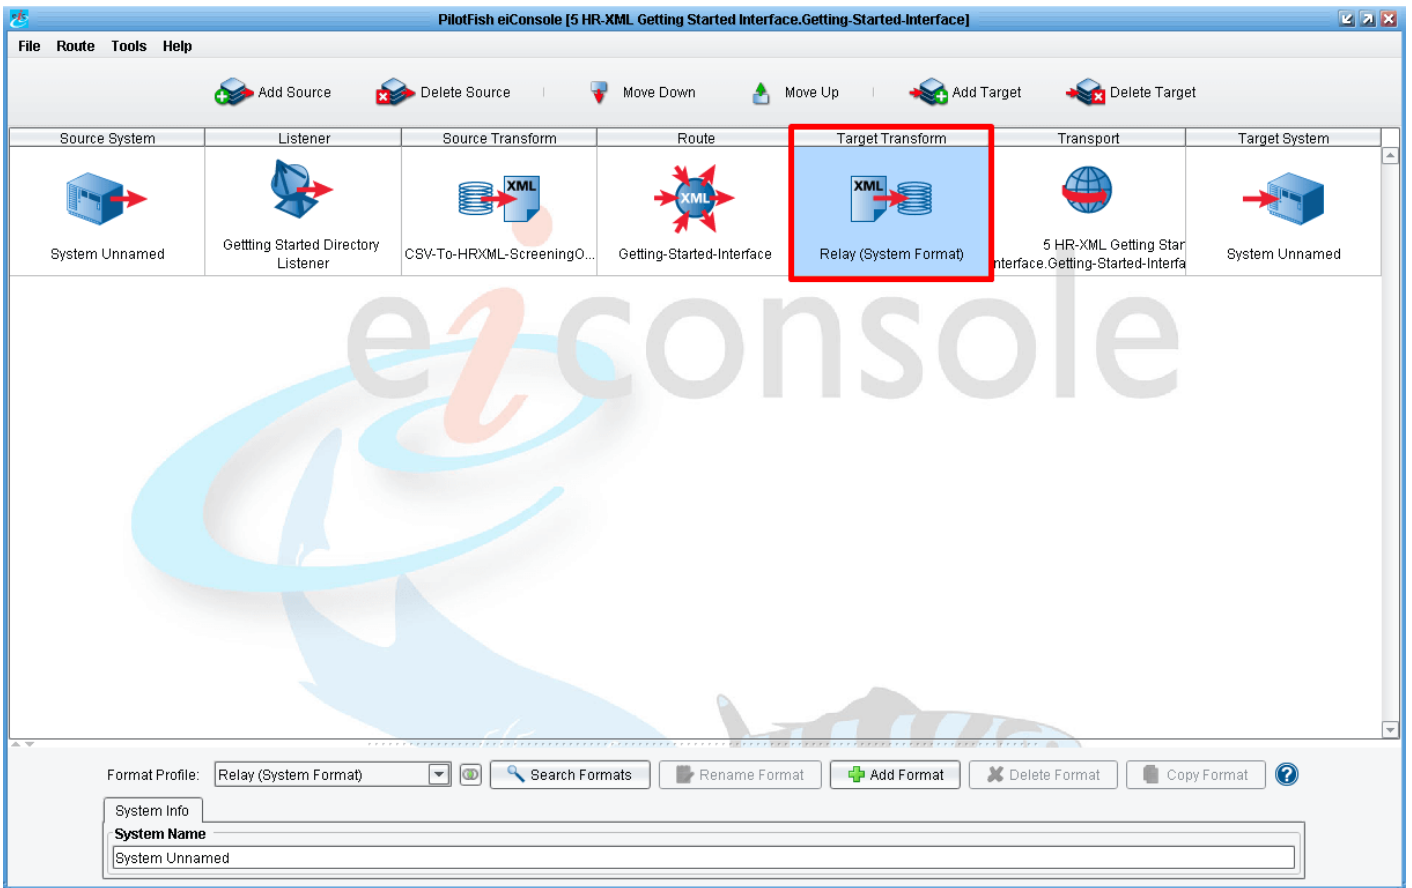 PilotFish eiConsole [5 HR-XML Getting Started Interface.Getting-Started-Interface]
File Route Tools Help
Add Source Delete Source Move Down Move Up Add Target Delete Target
Source System Listener Source Transform Route Target Transform Transport Target System
XML XML XML
System Unnamed
Gettting Started Directory
Listener
CSV-To-HRXML-ScreeningO...
Getting-Started-Interface
Relay (System Format)
5 HR-XML Getting Star
nterface.Getting-Started-Interfa
System Unnamed
eiconsole
Format Profile: Relay (System Format) Search Formats Rename Format Add Format Delete Format Copy Format ?
System Info
System Name
System Unnamed